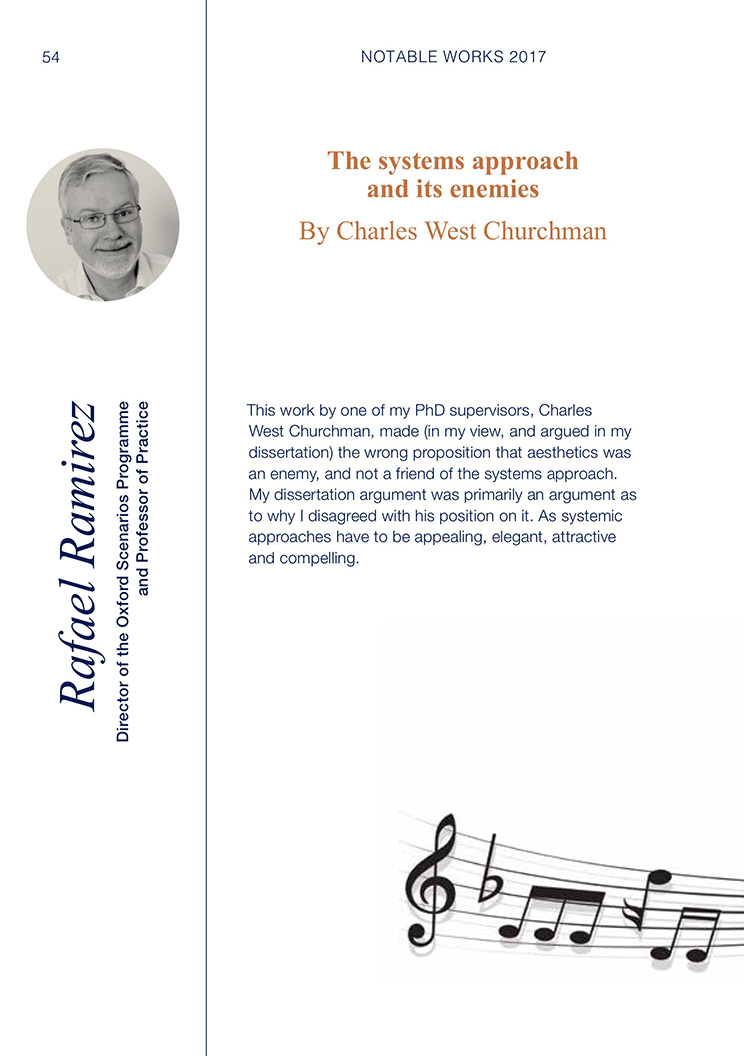 54
NOTABLE WORKS 2017
The systems approach
and its enemies
By Charles West Churchman
Rafael Ramirez
Director of the Oxford Scenarios Programme
and Professor of Practice
This work by one of my PhD supervisors, Charles
West Churchman, made (in my view, and argued in my
dissertation) the wrong proposition that aesthetics was
an enemy, and not a friend of the systems approach.
My dissertation argument was primarily an argument as
to why I disagreed with his position on it. As systemic
approaches have to be appealing, elegant, attractive
and compelling.